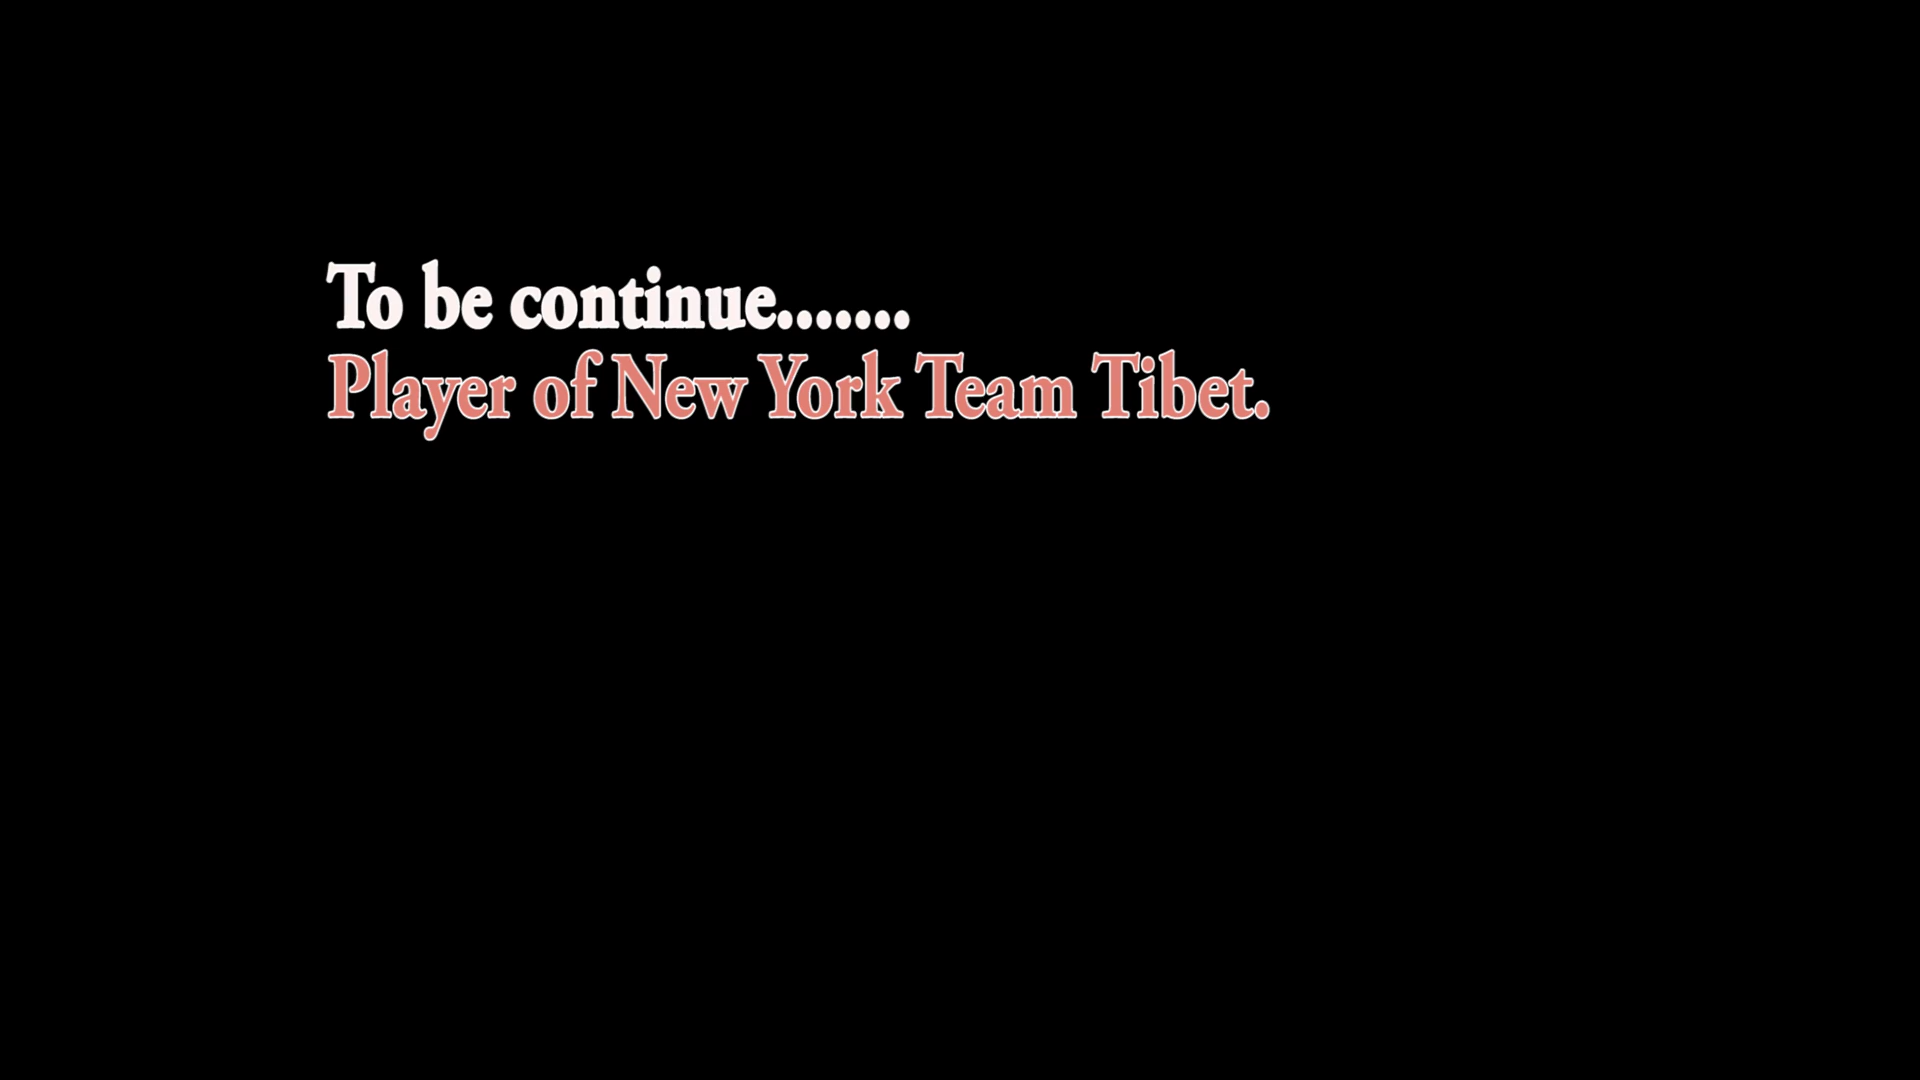 To be continue.......
Player of New York Team Tibet.